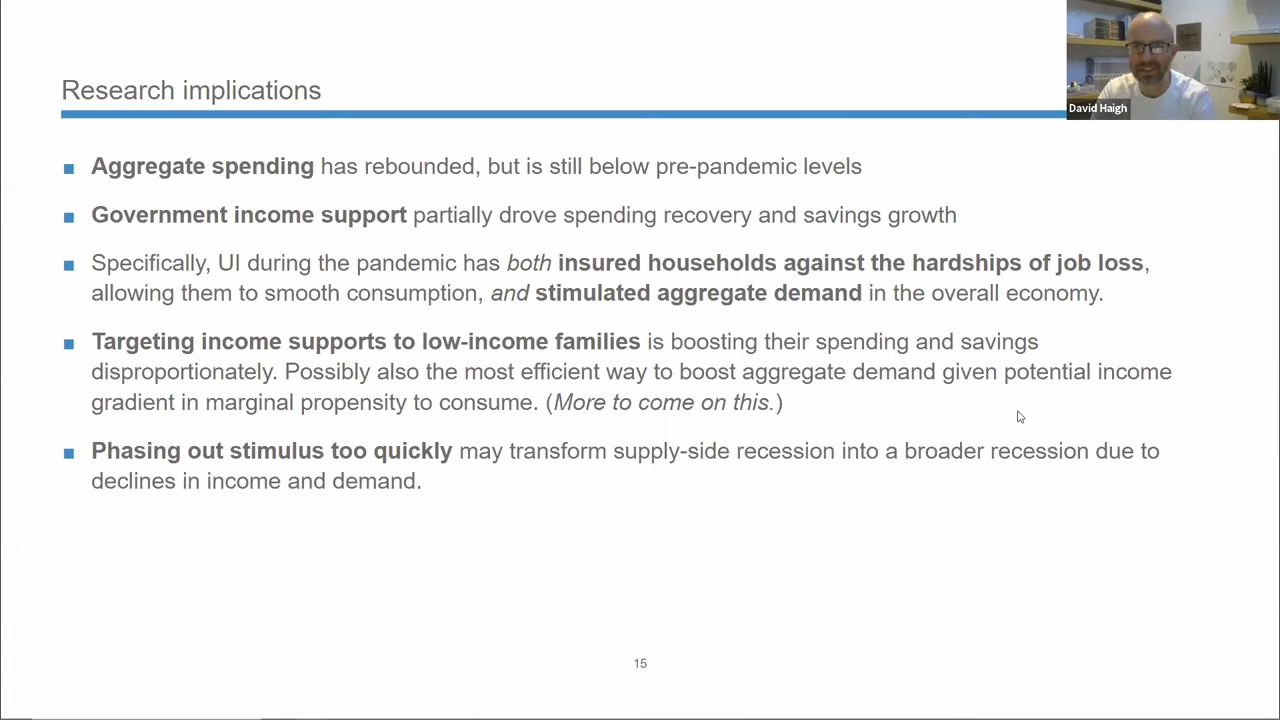 Research implications
David Haigh
■ Aggregate spending has rebounded, but is still below pre-pandemic levels
■ Government income support partially drove spending recovery and savings growth
■ Specifically, UI during the pandemic has both insured households against the hardships of job loss,
allowing them to smooth consumption, and stimulated aggregate demand in the overall economy.
■ Targeting income supports to low-income families is boosting their spending and savings
disproportionately. Possibly also the most efficient way to boost aggregate demand given potential income
gradient in marginal propensity to consume. (More to come on this.)
■ Phasing out stimulus too quickly may transform supply-side recession into a broader recession due to
declines in income and demand.
15